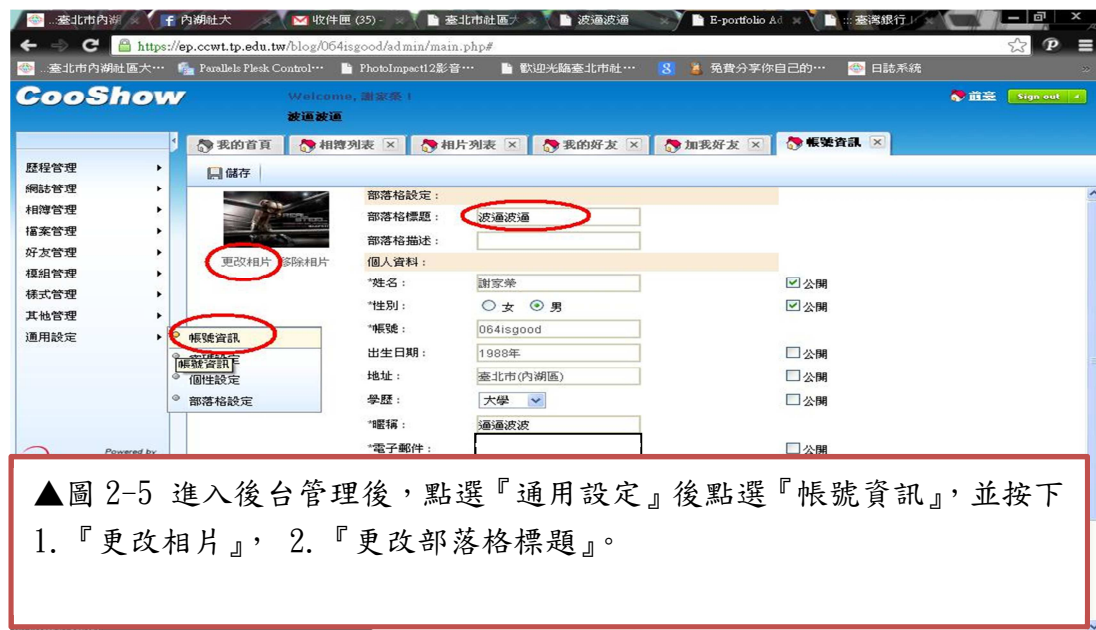 ...臺北市內湖
內湖社大
收件匣 (35) -
臺北市社區大
波逼波逼
E-portfolio Ad
::: 臺灣銀行
https://ep.ccwt.tp.edu.tw/blog/064isgood/admin/main.php#
...臺北市內湖社區大…
Parallels Plesk Control…
PhotoImpact12影音…
歡迎光臨臺北市社…
免費分享你自己的…
日誌系統
CooShow
Welcome, 謝家榮！
波逼波逼
前臺
Sign out
我的首頁
相簿列表
相片列表
我的好友
加我好友
帳號資訊
儲存
歷程管理
網誌管理
相簿管理
檔案管理
好友管理
模組管理
樣式管理
其他管理
通用設定
帳號資訊
帳號資訊
個性設定
部落格設定
Powered by
更改相片
移除相片
部落格設定：
部落格標題： 波逼波逼
部落格描述：
個人資料：
*姓名： 謝家榮 公開
*性別： 女 男 公開
*帳號： 064isgood
出生日期： 1988年 公開
地址： 臺北市(內湖區) 公開
學歷： 大學 公開
*暱稱： 逼逼波波
*電子郵件： 公開
▲圖 2-5 進入後台管理後，點選『通用設定』後點選『帳號資訊』，並按下
1.『更改相片』， 2.『更改部落格標題』。